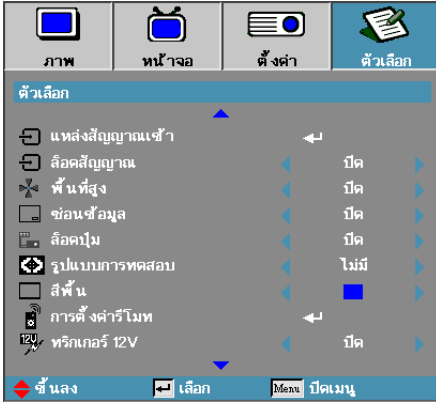 ภาพ
หน้าจอ
ตั้งค่า
ตัวเลือก
ตัวเลือก
แหล่งสัญญาณเข้า
ล็อคสัญญาณ ปิด
พื้นที่สูง ปิด
ซ่อนข้อมูล ปิด
ล็อคปุ่ม ปิด
รูปแบบการทดสอบ ไม่มี
สีพื้น
การตั้งค่ารีโมท
12V ทริกเกอร์ 12V ปิด
ขึ้นลง เลือก Menu ปิดเมนู